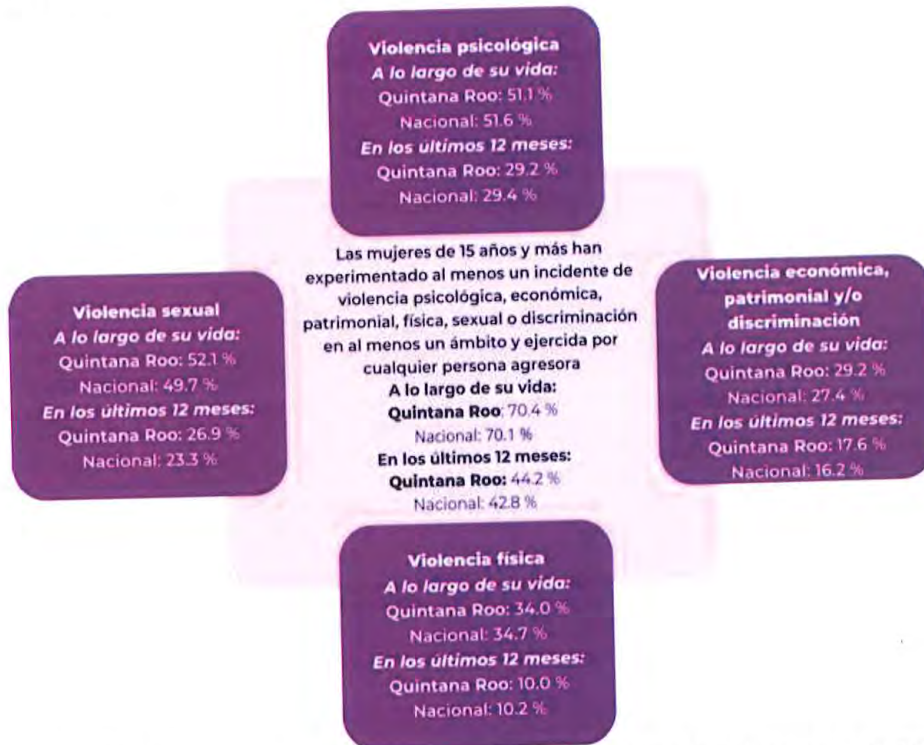 Violencia psicológica
A lo largo de su vida:
Quintana Roo: 51.1 %
Nacional: 51.6 %
En los últimos 12 meses:
Quintana Roo: 29.2 %
Nacional: 29.4 %
Las mujeres de 15 años y más han
experimentado al menos un incidente de
violencia psicológica, económica,
patrimonial, física, sexual o discriminación
en al menos un ámbito y ejercida por
cualquier persona agresora
A lo largo de su vida:
Quintana Roo: 70.4 %
Nacional: 70.1 %
En los últimos 12 meses:
Quintana Roo: 44.2 %
Nacional: 42.8 %
Violencia sexual
A lo largo de su vida:
Quintana Roo: 52.1 %
Nacional: 49.7 %
En los últimos 12 meses:
Quintana Roo: 26.9 %
Nacional: 23.3 %
Violencia económica,
patrimonial y/o
discriminación
A lo largo de su vida:
Quintana Roo: 29.2 %
Nacional: 27.4 %
En los últimos 12 meses:
Quintana Roo: 17.6 %
Nacional: 16.2 %
Violencia física
A lo largo de su vida:
Quintana Roo: 34.0 %
Nacional: 34.7 %
En los últimos 12 meses:
Quintana Roo: 10.0 %
Nacional: 10.2 %